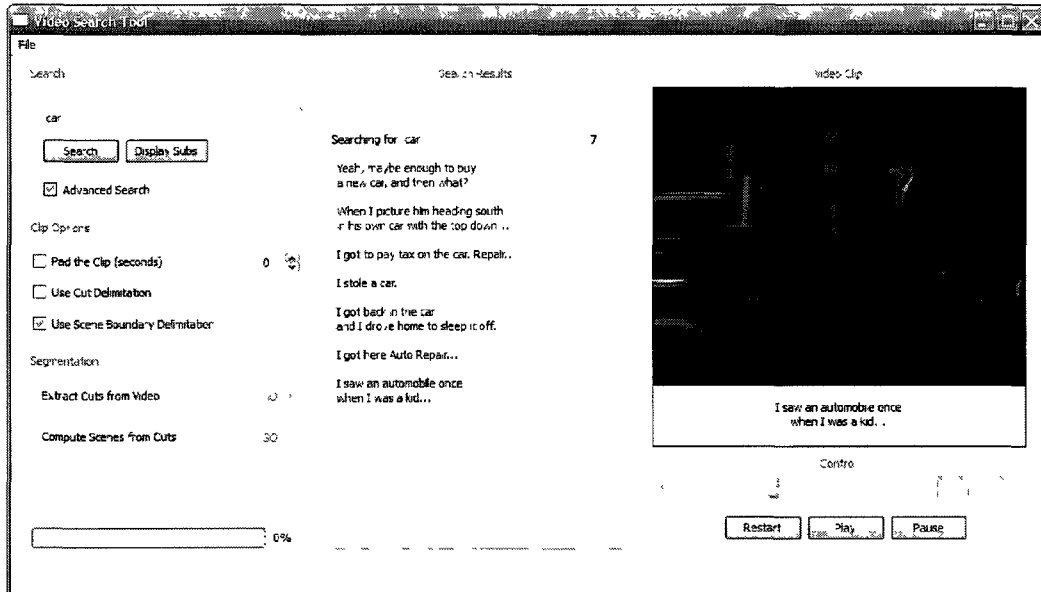 Video Search Tool
File
Search
car
Search
Display Subs
Advanced Search
Clip Options
Pad the Clip (seconds)
0
Use Cut Delimitation
Use Scene Boundary Delimitation
Segmentation
Extract Cuts from Video
Compute Scenes from Cuts
30
0%
Search Results
Searching for car
7
Yeah, maybe enough to buy
a new car, and then what?
When I picture him heading south
in his own car with the top down...
I got to pay tax on the car. Repair..
I stole a car.
I got back in the car
and I drove home to sleep it off.
I got here Auto Repair...
I saw an automobile once
when I was a kid...
Video Clip
I saw an automobile once
when I was a kid...
Control
Restart
Play
Pause